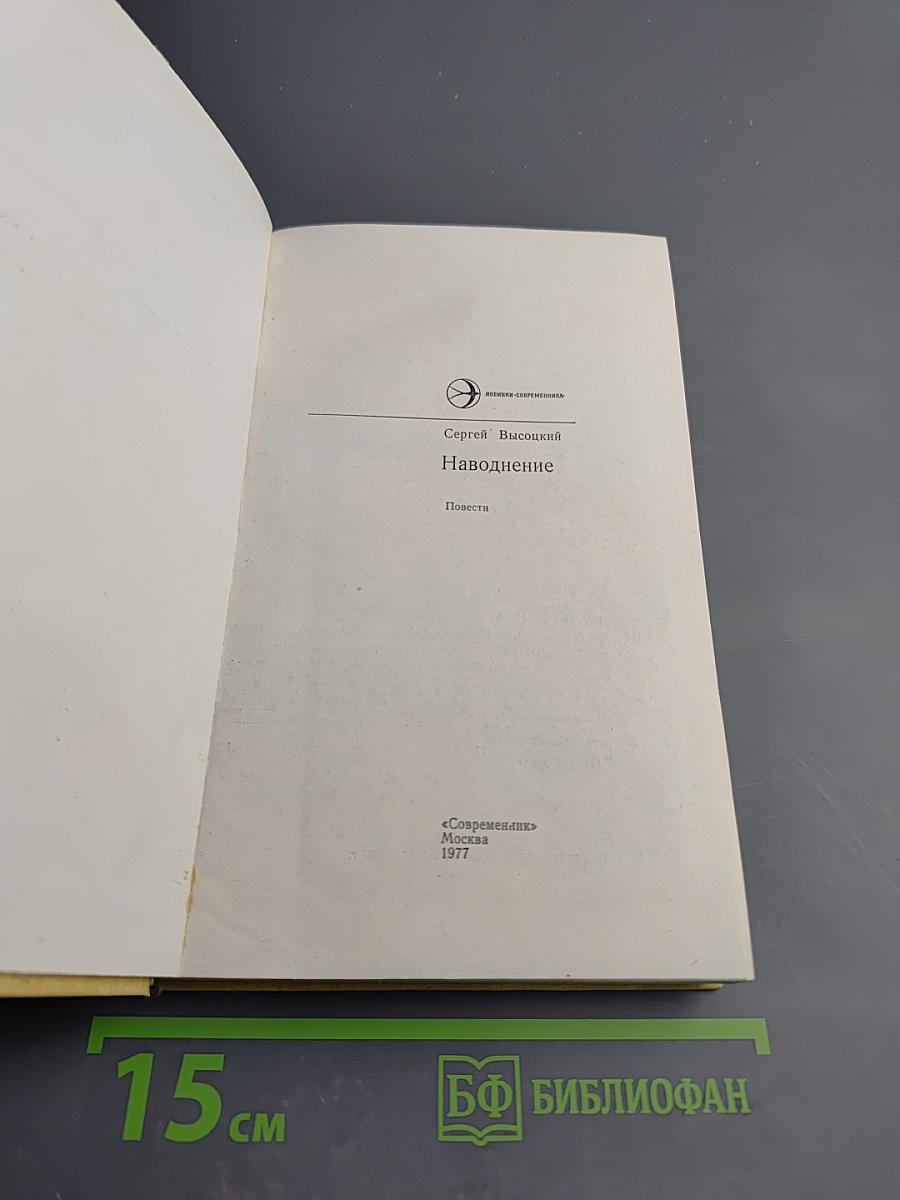 НОВИНКИ «СОВРЕМЕННИКА»
Сергей Высоцкий
Наводнение
Повести
«Современник»
Москва
1977
15 см
БФ БИБЛИОФАН